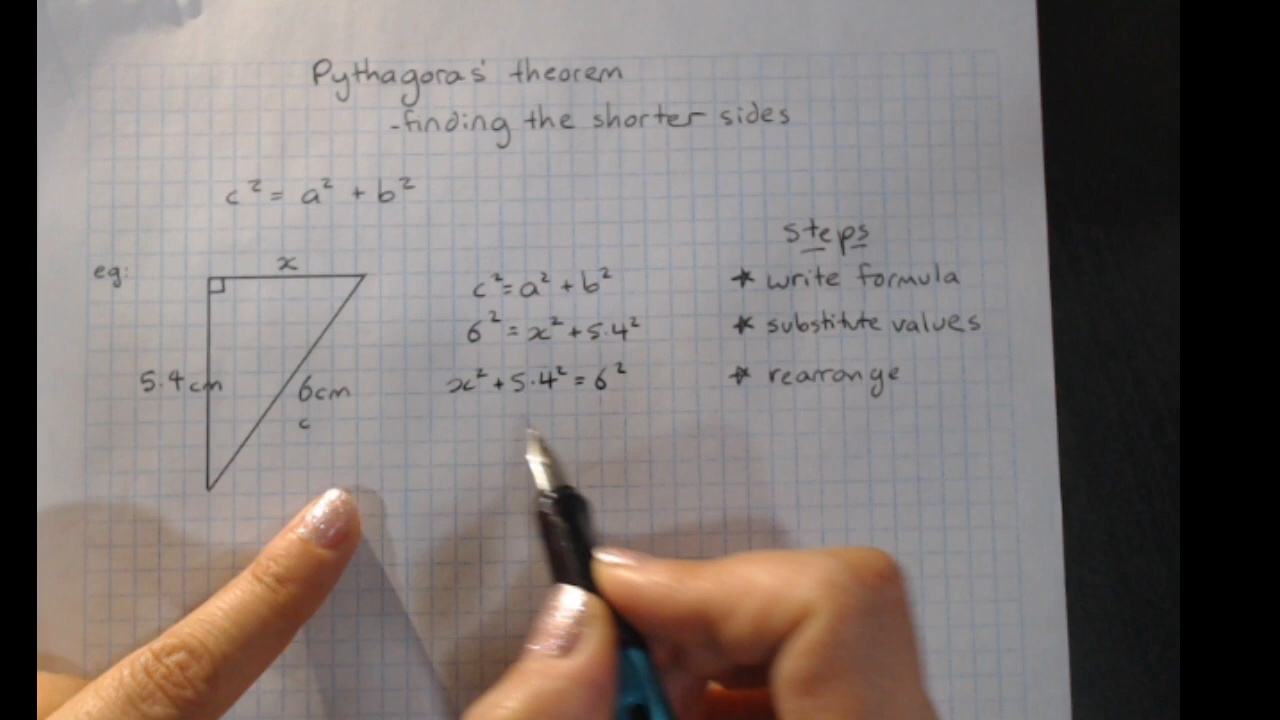 Pythagoras' theorem
-finding the shorter sides
c² = a² + b²
eg:
x
5.4cm
6cm
c
c² = a² + b²
6² = x² + 5.4²
x² + 5.4² = 6²
steps
* write formula
* substitute values
* rearrange